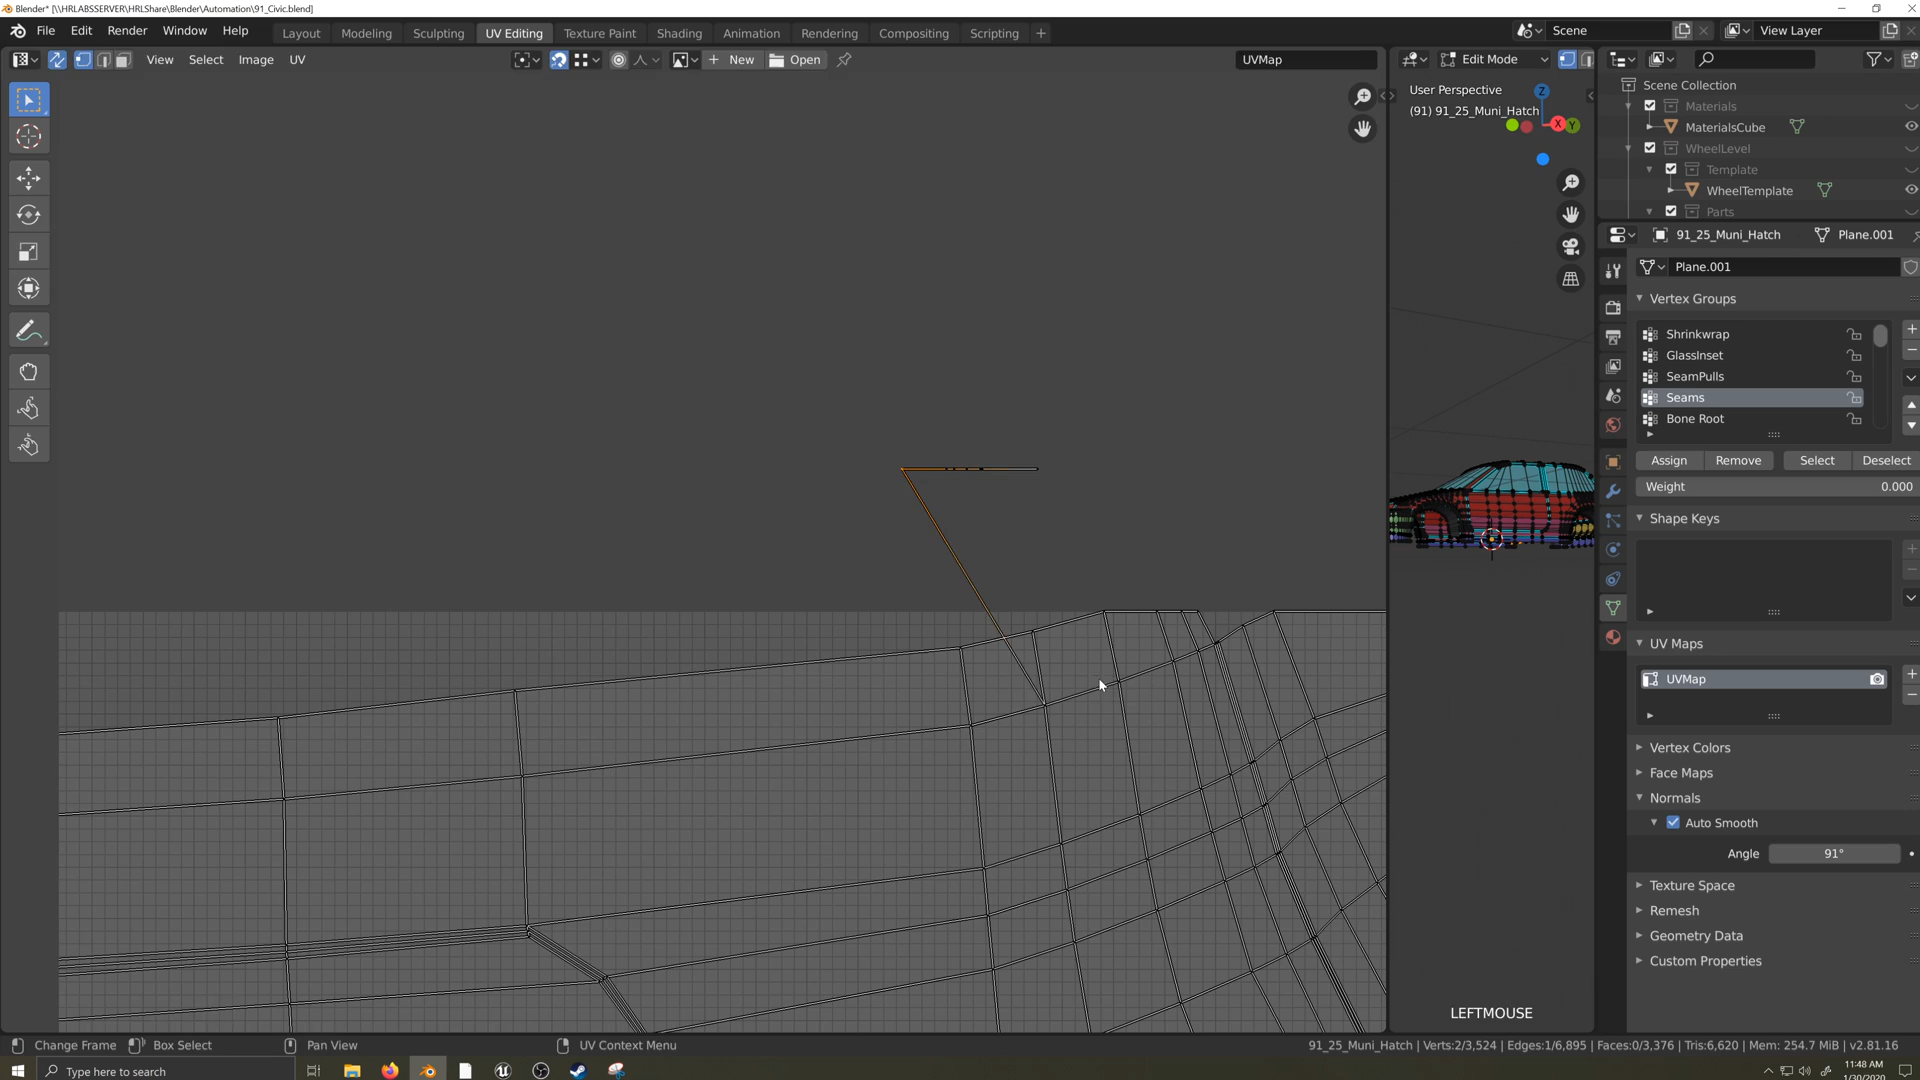 Blender* [\\HRLABSSERVER\HRLShare\Blender\Automation\91_Civic.blend]
File Edit Render Window Help Layout Modeling Sculpting UV Editing Texture Paint Shading Animation Rendering Compositing Scripting + Scene View Layer
View Select Image UV New Open UVMap Edit Mode
User Perspective
(91) 91_25_Muni_Hatch
Z
X
Y
Scene Collection
Materials
MaterialsCube
WheelLevel
Template
WheelTemplate
Parts
91_25_Muni_Hatch Plane.001
Plane.001
Vertex Groups
Shrinkwrap
GlassInset
SeamPulls
Seams
Bone Root
Assign Remove Select Deselect
Weight 0.000
Shape Keys
UV Maps
UVMap
Vertex Colors
Face Maps
Normals
Auto Smooth
Angle 91°
Texture Space
Remesh
Geometry Data
Custom Properties
LEFTMOUSE
Change Frame Box Select Pan View UV Context Menu 91_25_Muni_Hatch | Verts:2/3,524 | Edges:1/6,895 | Faces:0/3,376 | Tris:6,620 | Mem: 254.7 MiB | v2.81.16
Type here to search
11:48 AM
1/30/2020